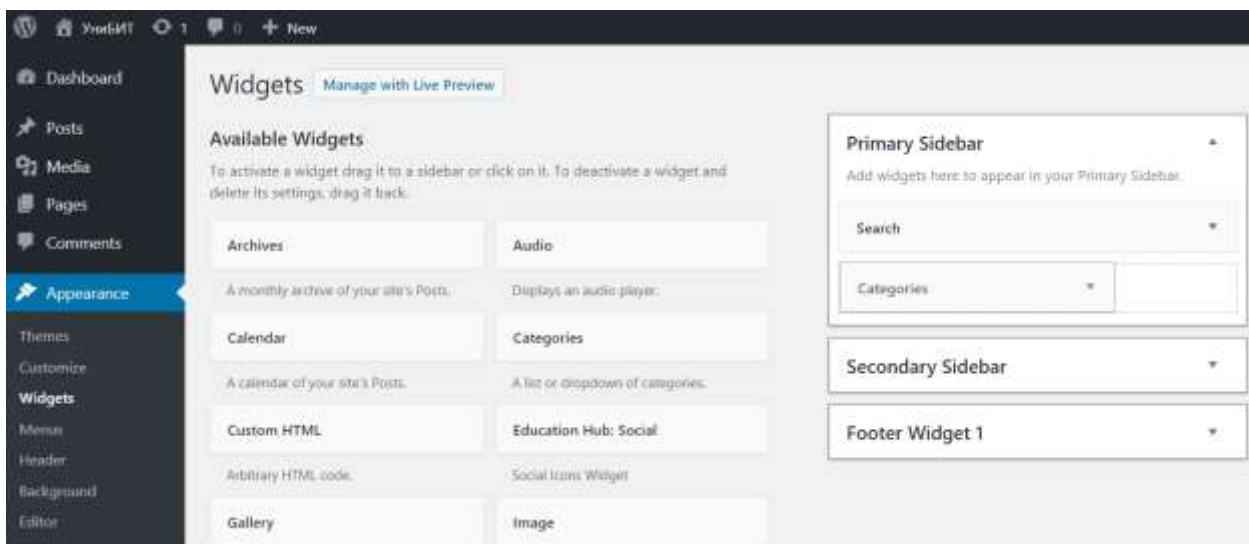 УниБИТ 1 0 + New
Dashboard
Posts
Media
Pages
Comments
Appearance
Themes
Customize
Widgets
Menus
Header
Background
Editor
Widgets Manage with Live Preview
Available Widgets
To activate a widget drag it to a sidebar or click on it. To deactivate a widget and
delete its settings, drag it back.
Archives Audio
A monthly archive of your site's Posts. Displays an audio player.
Calendar Categories
A calendar of your site's Posts. A list or dropdown of categories.
Custom HTML Education Hub: Social
Arbitrary HTML code. Social Icons Widget
Gallery Image
Primary Sidebar
Add widgets here to appear in your Primary Sidebar.
Search
Categories
Secondary Sidebar
Footer Widget 1